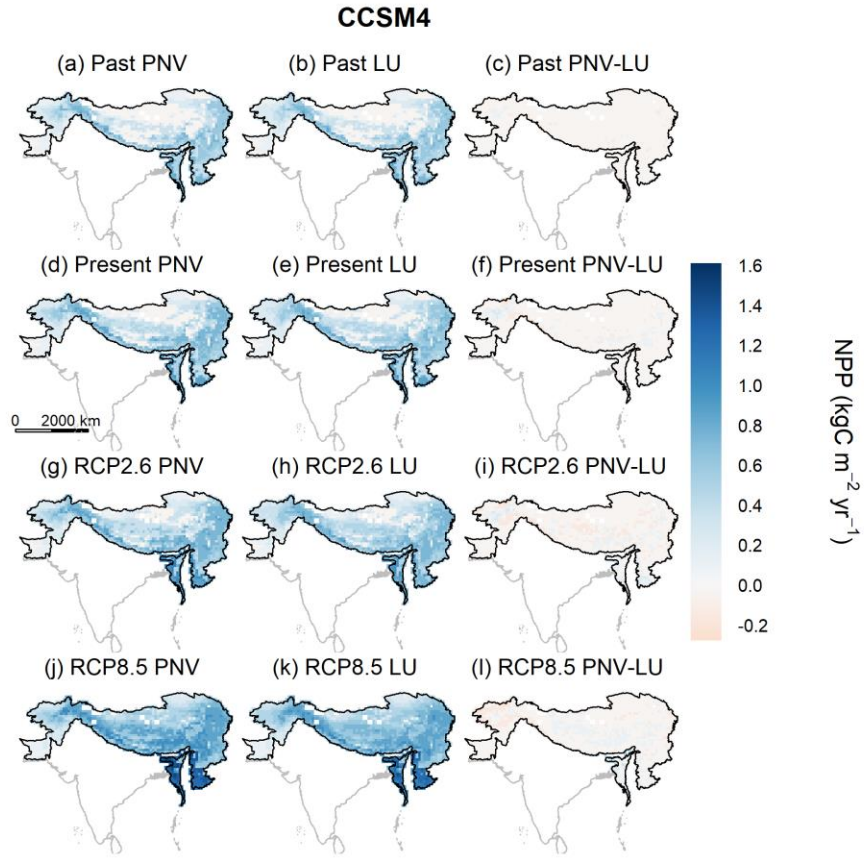 CCSM4
(a) Past PNV
(b) Past LU
(c) Past PNV-LU
(d) Present PNV
(e) Present LU
(f) Present PNV-LU
0 2000 km
(g) RCP2.6 PNV
(h) RCP2.6 LU
(i) RCP2.6 PNV-LU
(j) RCP8.5 PNV
(k) RCP8.5 LU
(l) RCP8.5 PNV-LU
1.6
1.4
1.2
1.0
0.8
0.6
0.4
0.2
0.0
-0.2
NPP (kgC m⁻² yr⁻¹)